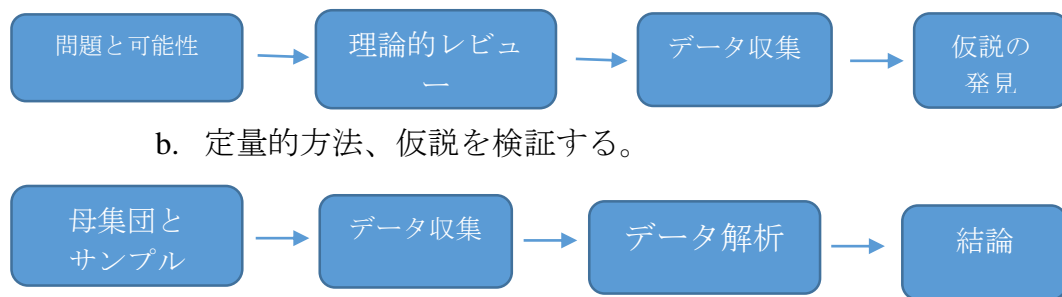 問題と可能性
理論的レビュ
ー
データ収集
仮説の
発見
b. 定量的方法、仮説を検証する。
母集団と
サンプル
データ収集
データ解析
結論